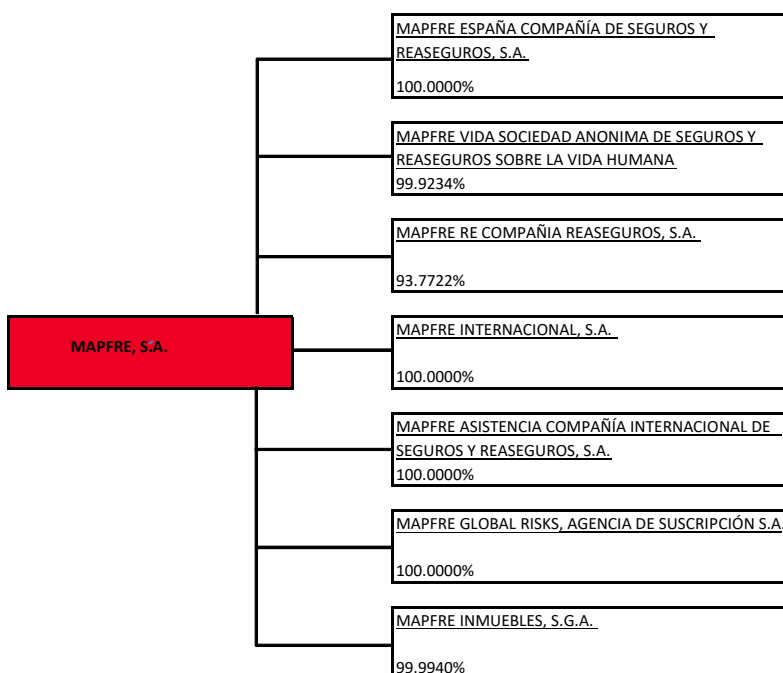 MAPFRE ESPAÑA COMPAÑÍA DE SEGUROS Y
REASEGUROS, S.A.
100.0000%
MAPFRE VIDA SOCIEDAD ANONIMA DE SEGUROS Y
REASEGUROS SOBRE LA VIDA HUMANA
99.9234%
MAPFRE RE COMPAÑIA REASEGUROS, S.A.
93.7722%
MAPFRE, S.A.
MAPFRE INTERNACIONAL, S.A.
100.0000%
MAPFRE ASISTENCIA COMPAÑÍA INTERNACIONAL DE
SEGUROS Y REASEGUROS, S.A.
100.0000%
MAPFRE GLOBAL RISKS, AGENCIA DE SUSCRIPCIÓN S.A.
100.0000%
MAPFRE INMUEBLES, S.G.A.
99.9940%